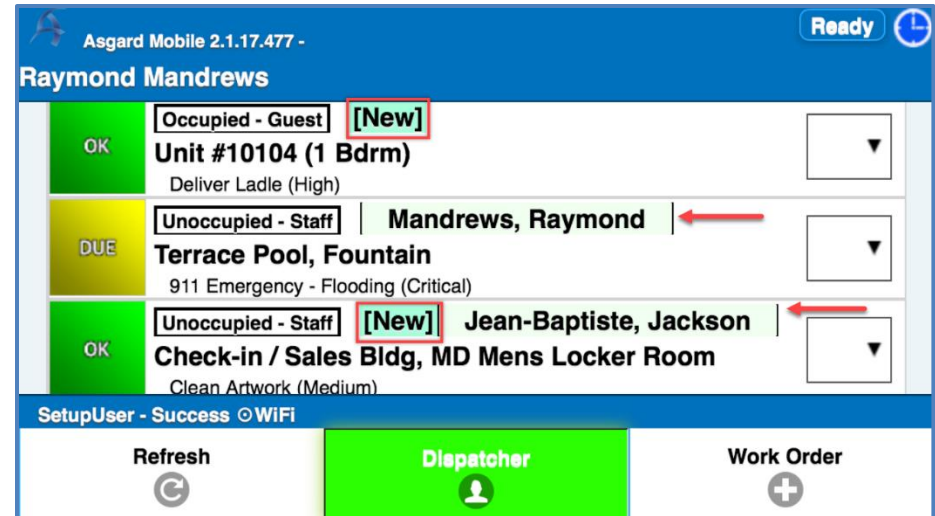 Asgard Mobile 2.1.17.477 -
Ready
Raymond Mandrews
OK
Occupied - Guest [New]
Unit #10104 (1 Bdrm)
Deliver Ladle (High)
DUE
Unoccupied - Staff Mandrews, Raymond
Terrace Pool, Fountain
911 Emergency - Flooding (Critical)
OK
Unoccupied - Staff [New] Jean-Baptiste, Jackson
Check-in / Sales Bldg, MD Mens Locker Room
Clean Artwork (Medium)
SetupUser - Success WiFi
Refresh
Dispatcher
Work Order